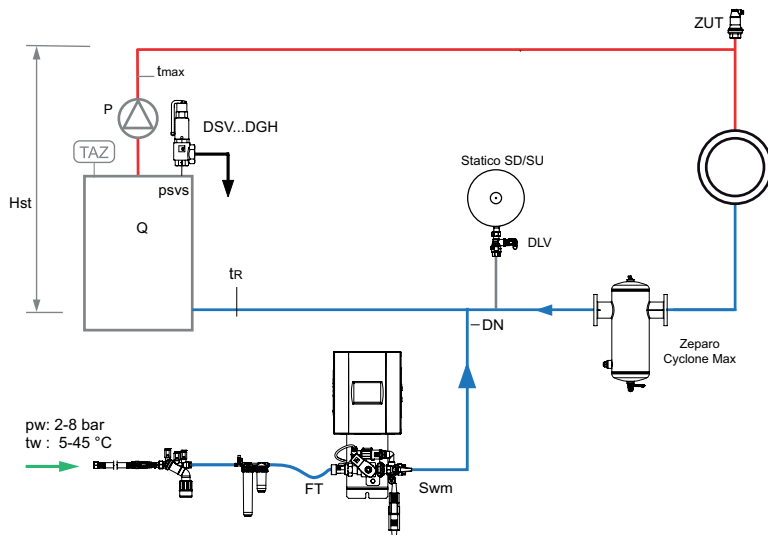 ZUT
tmax
P
DSV...DGH
TAZ
psvs
Statico SD/SU
Hst
Q
DLV
tR
DN
Zeparo
Cyclone Max
pw: 2-8 bar
tw : 5-45 °C
FT
Swm